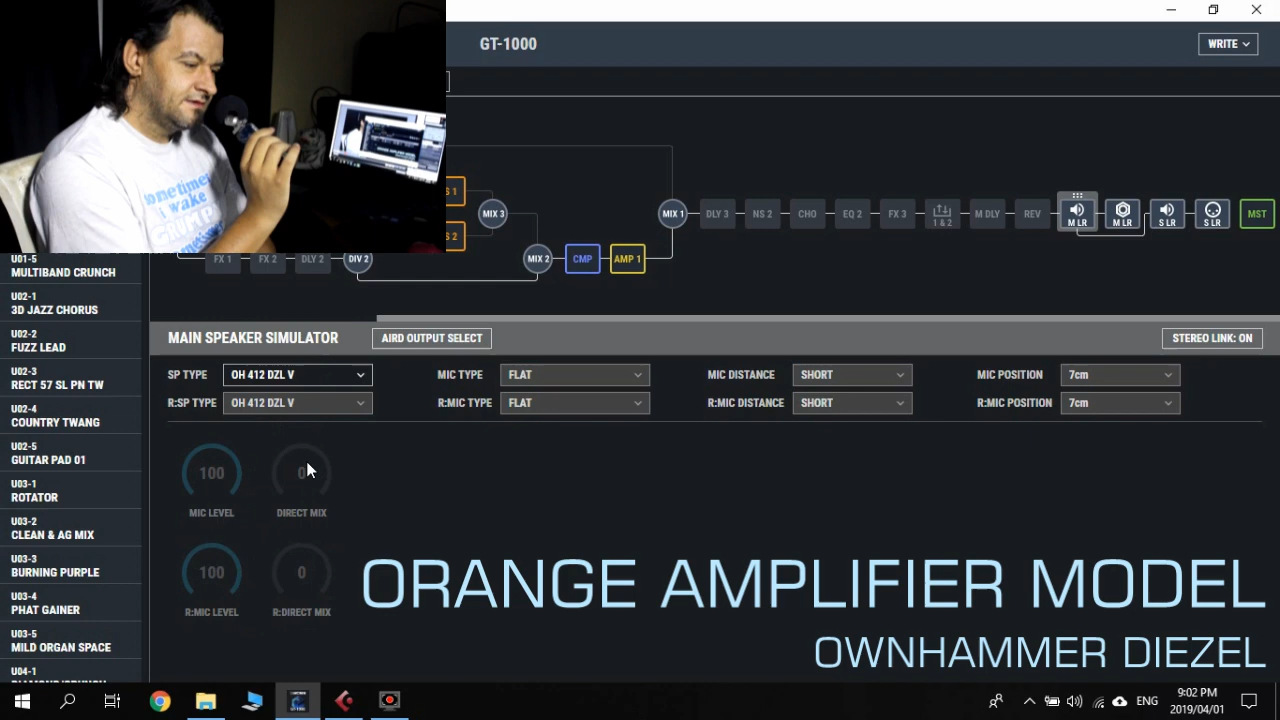 GT-1000
WRITE
sometimes
i wake
GRUMPY
S 1
S 2
MIX 3
MIX 1
DLY 3
NS 2
CHO
EQ 2
FX 3
1 & 2
M DLY
REV
M LR
M LR
S LR
S LR
MST
FX 1
FX 2
DLY 2
DIV 2
MIX 2
CMP
AMP 1
U01-5
MULTIBAND CRUNCH
U02-1
3D JAZZ CHORUS
U02-2
FUZZ LEAD
U02-3
RECT 57 SL PN TW
U02-4
COUNTRY TWANG
U02-5
GUITAR PAD 01
U03-1
ROTATOR
U03-2
CLEAN & AG MIX
U03-3
BURNING PURPLE
U03-4
PHAT GAINER
U03-5
MILD ORGAN SPACE
U04-1
MAIN SPEAKER SIMULATOR
AIRD OUTPUT SELECT
STEREO LINK: ON
SP TYPE OH 412 DZL V MIC TYPE FLAT MIC DISTANCE SHORT MIC POSITION 7cm
R:SP TYPE OH 412 DZL V R:MIC TYPE FLAT R:MIC DISTANCE SHORT R:MIC POSITION 7cm
100 0
MIC LEVEL DIRECT MIX
100 0
R:MIC LEVEL R:DIRECT MIX
ORANGE AMPLIFIER MODEL
OWNHAMMER DIEZEL
ENG
9:02 PM
2019/04/01